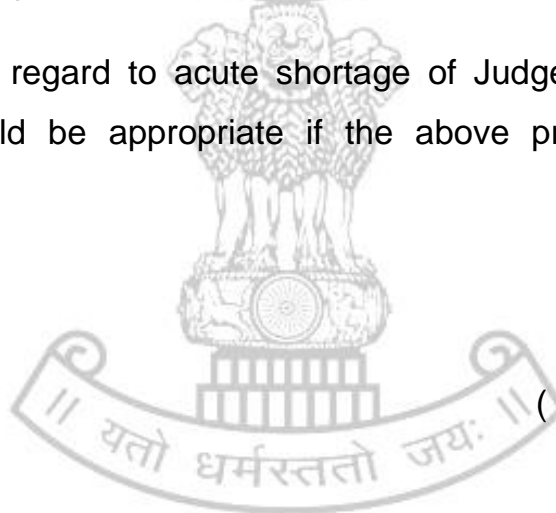 regard to acute shortage of Judge
ld be appropriate if the above pr
(
॥ यतो धर्मस्ततो जयः ॥